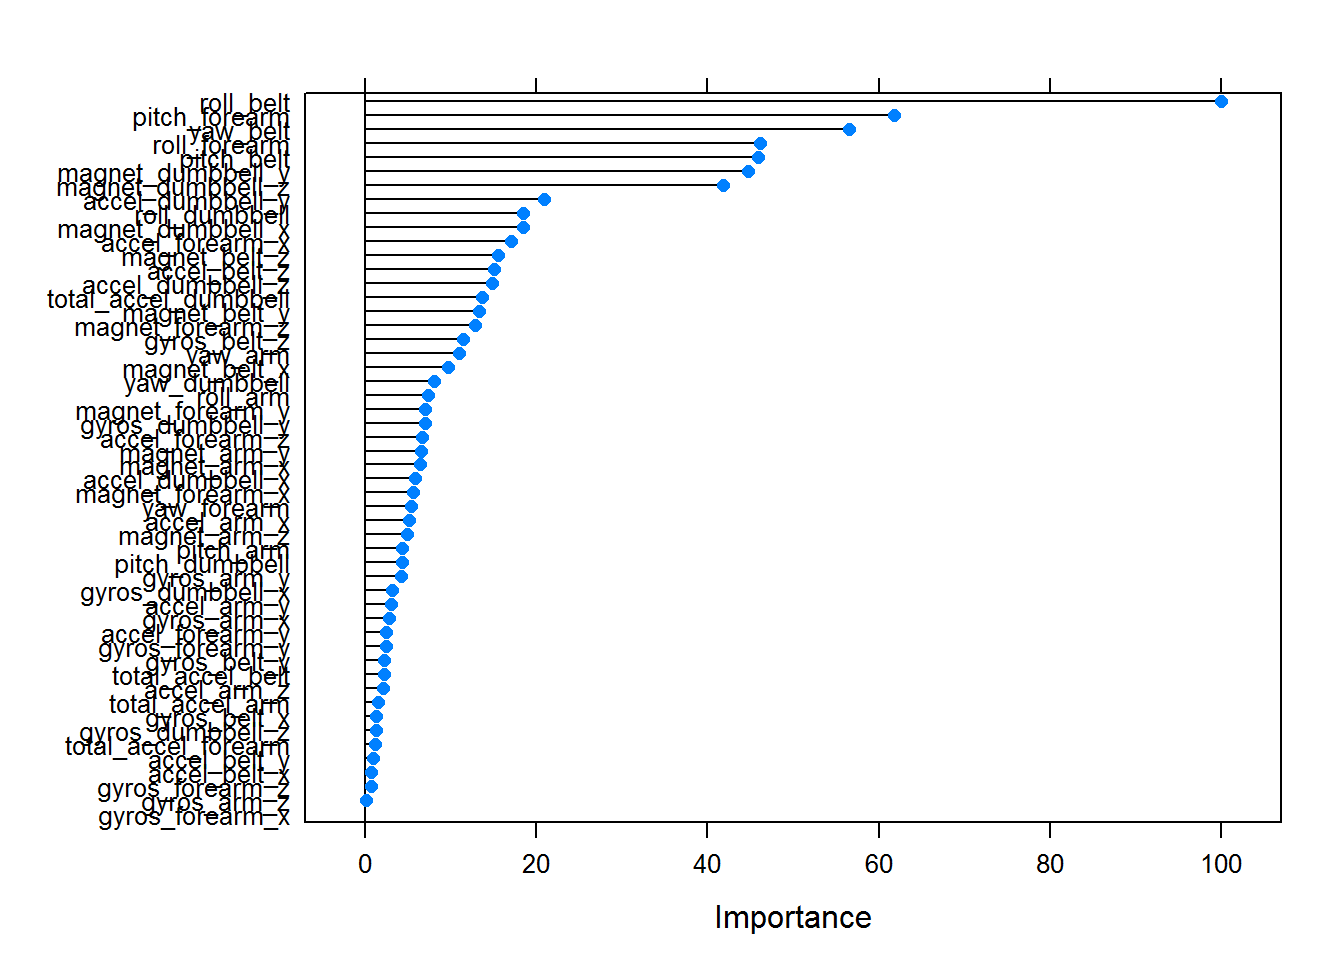 roll_belt
pitch_forearm
yaw_belt
roll_forearm
pitch_belt
magnet_dumbbell_y
magnet_dumbbell_z
accel_dumbbell_y
roll_dumbbell
magnet_dumbbell_x
accel_forearm_x
magnet_belt_z
accel_belt_z
accel_dumbbell_z
total_accel_dumbbell
magnet_belt_y
magnet_forearm_z
gyros_belt_z
yaw_arm
magnet_belt_x
yaw_dumbbell
roll_arm
magnet_forearm_y
gyros_dumbbell_y
accel_forearm_z
magnet_arm_y
magnet_arm_x
accel_dumbbell_x
magnet_forearm_x
yaw_forearm
accel_arm_x
magnet_arm_z
pitch_arm
pitch_dumbbell
gyros_arm_y
gyros_dumbbell_x
accel_arm_y
gyros_arm_x
accel_forearm_y
gyros_forearm_y
gyros_belt_y
total_accel_belt
accel_arm_z
total_accel_arm
gyros_belt_x
gyros_dumbbell_z
total_accel_forearm
accel_belt_y
accel_belt_x
gyros_forearm_z
gyros_arm_z
gyros_forearm_x
0 20 40 60 80 100
Importance